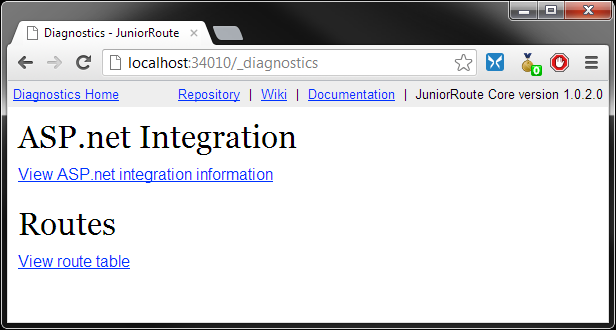 Diagnostics - JuniorRoute
localhost:34010/_diagnostics
0
Diagnostics Home Repository | Wiki | Documentation | JuniorRoute Core version 1.0.2.0
ASP.net Integration
View ASP.net integration information
Routes
View route table